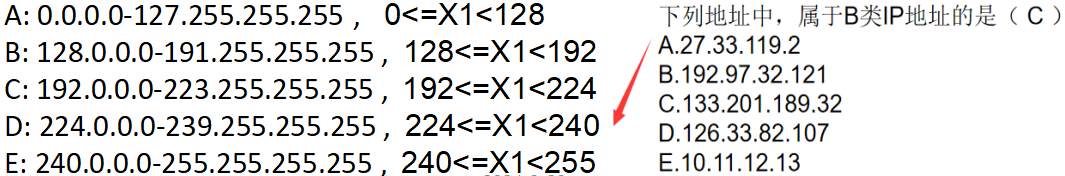 A: 0.0.0.0-127.255.255.255 , 0<=X1<128
B: 128.0.0.0-191.255.255.255 , 128<=X1<192
C: 192.0.0.0-223.255.255.255 , 192<=X1<224
D: 224.0.0.0-239.255.255.255 , 224<=X1<240
E: 240.0.0.0-255.255.255.255 , 240<=X1<255
下列地址中，属于B类IP地址的是（ C ）
A.27.33.119.2
B.192.97.32.121
C.133.201.189.32
D.126.33.82.107
E.10.11.12.13